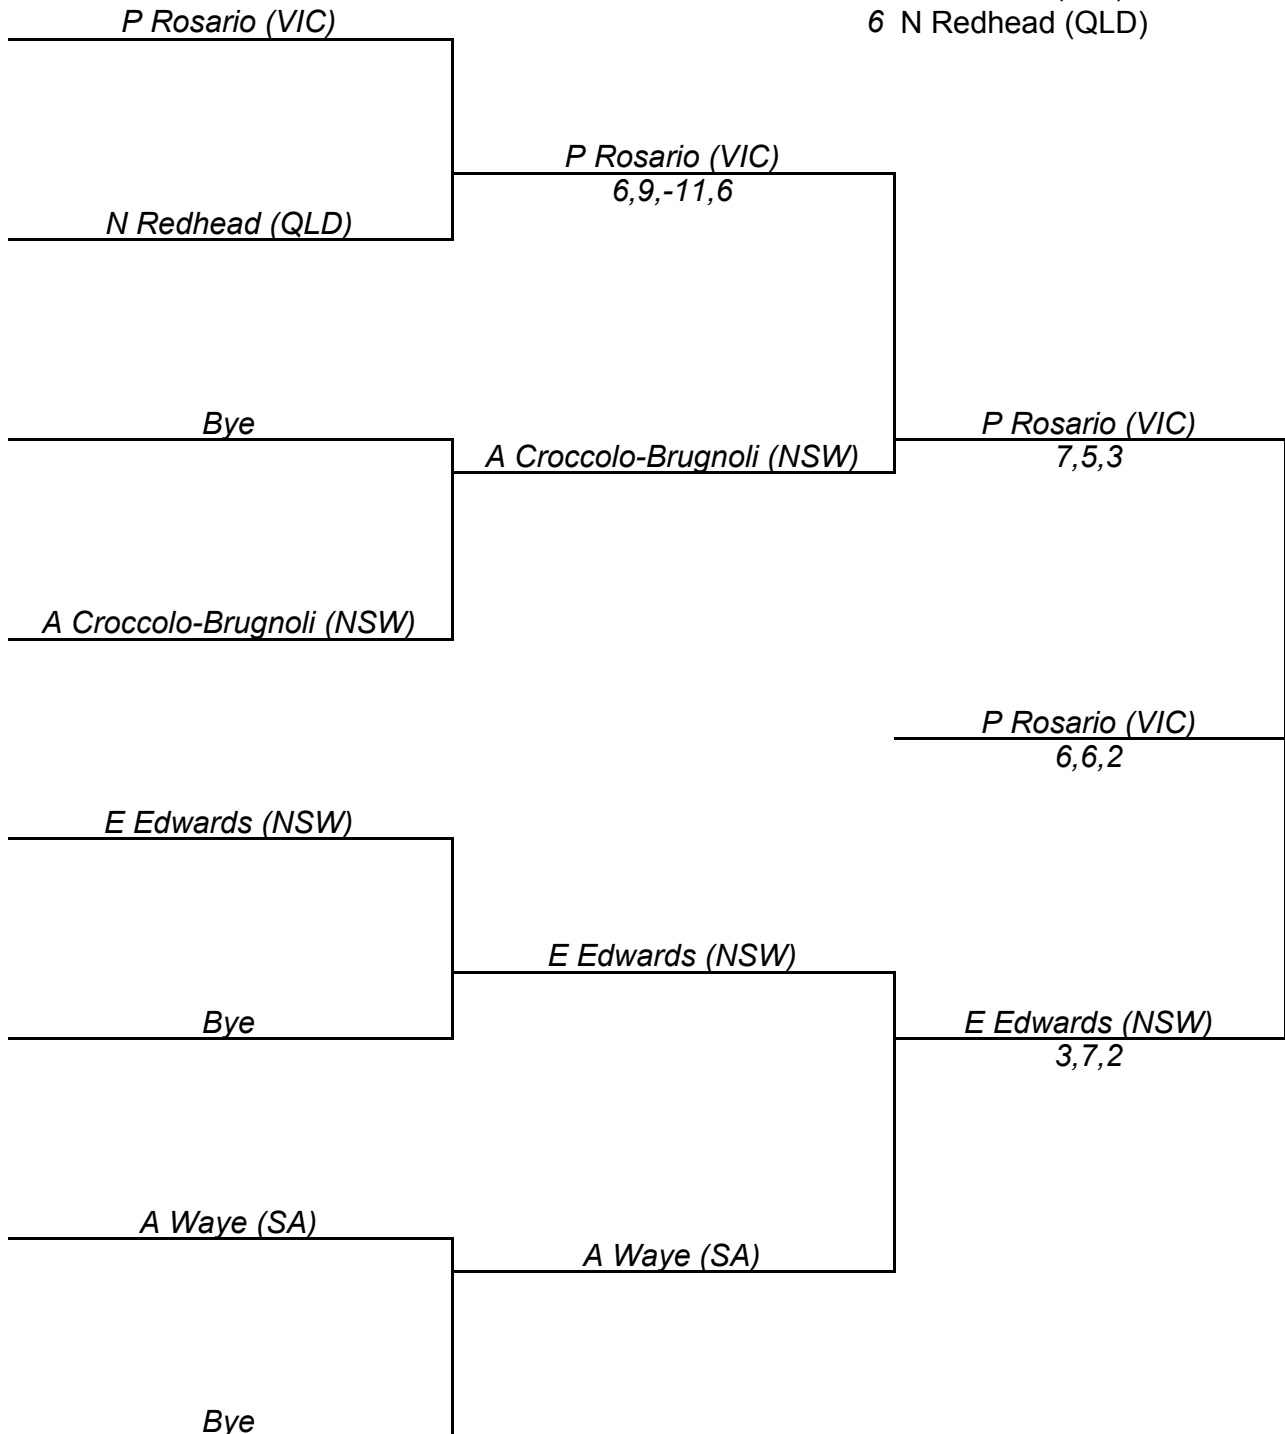 P Rosario (VIC)
6 N Redhead (QLD)
P Rosario (VIC)
6,9,-11,6
N Redhead (QLD)
Bye
P Rosario (VIC)
A Croccolo-Brugnoli (NSW)
7,5,3
A Croccolo-Brugnoli (NSW)
P Rosario (VIC)
6,6,2
E Edwards (NSW)
E Edwards (NSW)
Bye
E Edwards (NSW)
3,7,2
A Waye (SA)
A Waye (SA)
Bye